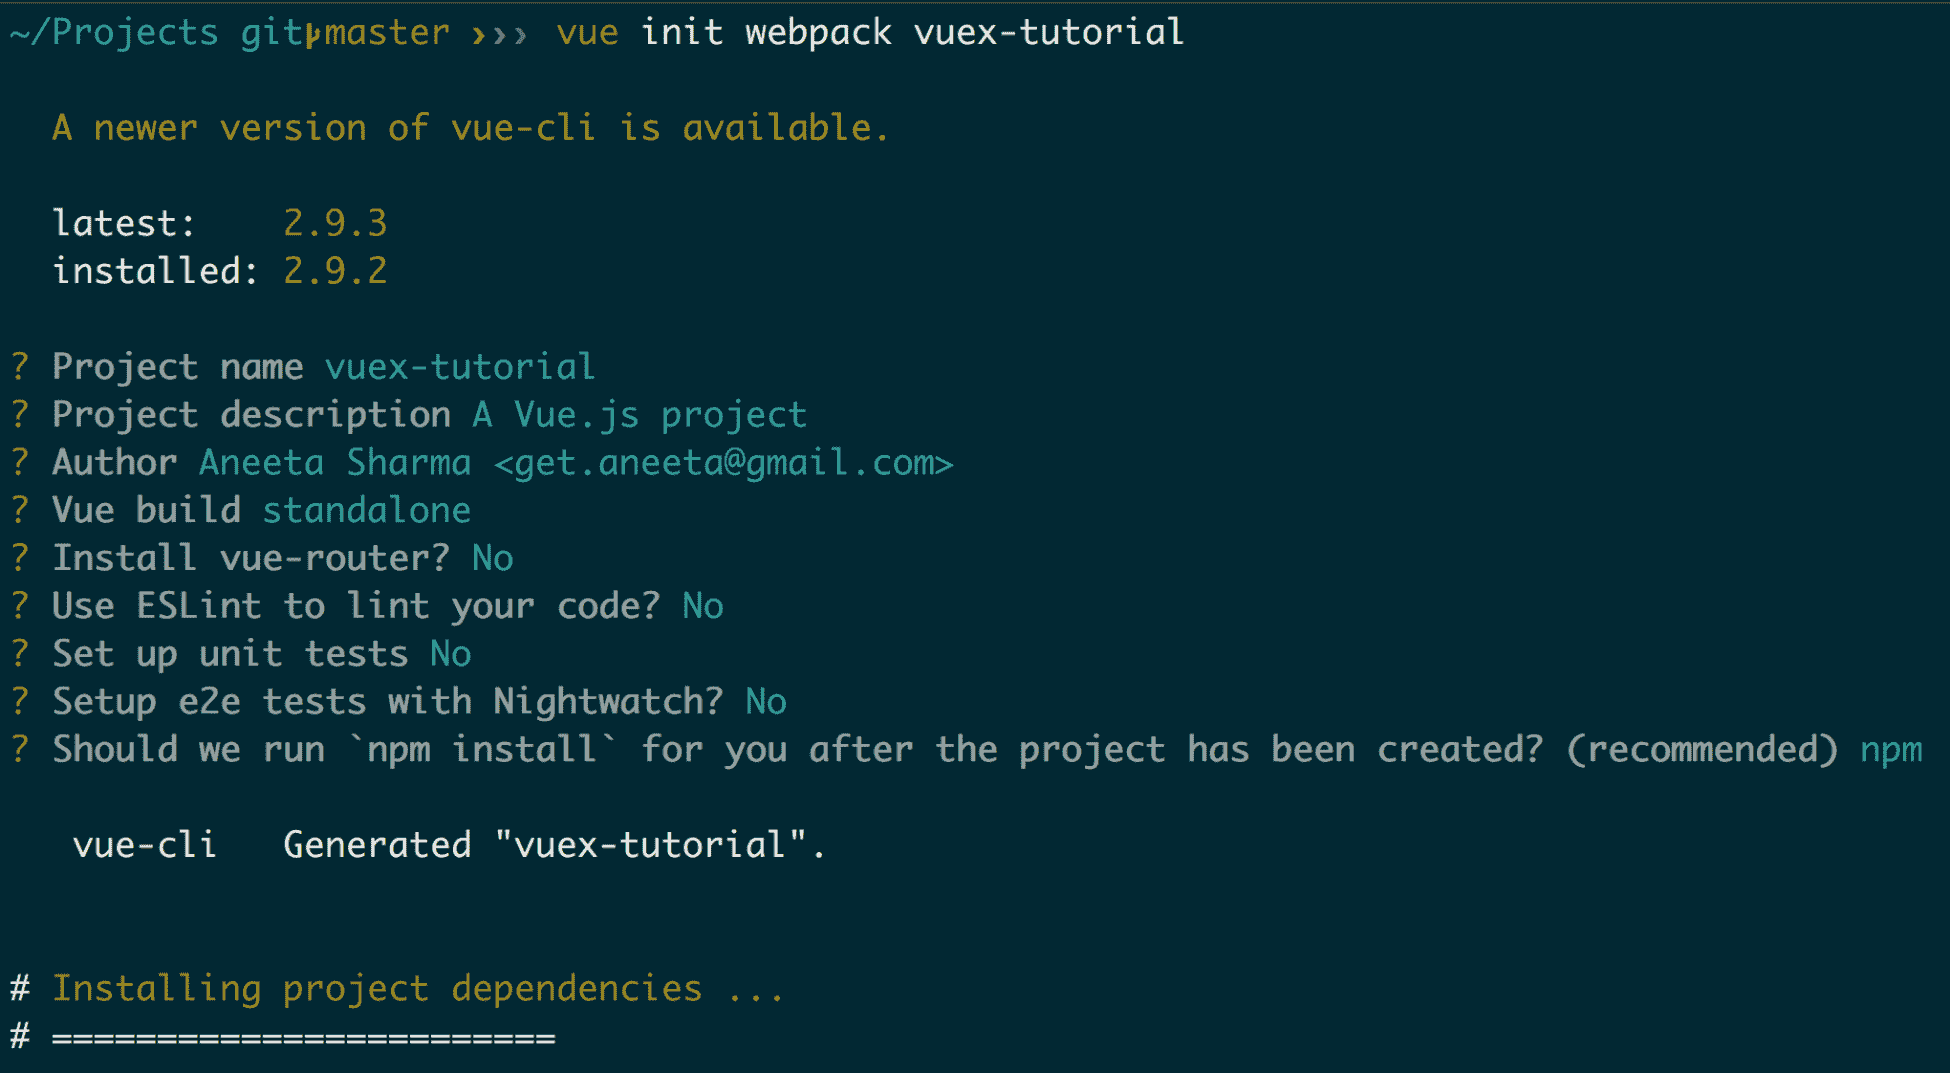 ~/Projects git master ››› vue init webpack vuex-tutorial
A newer version of vue-cli is available.
latest: 2.9.3
installed: 2.9.2
? Project name vuex-tutorial
? Project description A Vue.js project
? Author Aneeta Sharma <get.aneeta@gmail.com>
? Vue build standalone
? Install vue-router? No
? Use ESLint to lint your code? No
? Set up unit tests No
? Setup e2e tests with Nightwatch? No
? Should we run `npm install` for you after the project has been created? (recommended) npm
vue-cli Generated "vuex-tutorial".
# Installing project dependencies ...
# ========================